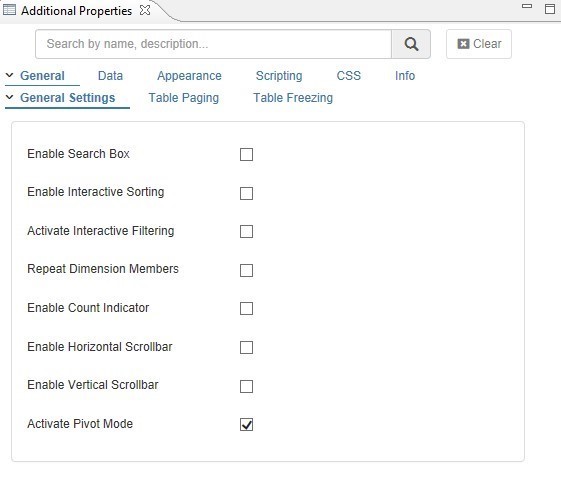 Additional Properties
Search by name, description...
Clear
General Data Appearance Scripting CSS Info
General Settings Table Paging Table Freezing
Enable Search Box
Enable Interactive Sorting
Activate Interactive Filtering
Repeat Dimension Members
Enable Count Indicator
Enable Horizontal Scrollbar
Enable Vertical Scrollbar
Activate Pivot Mode